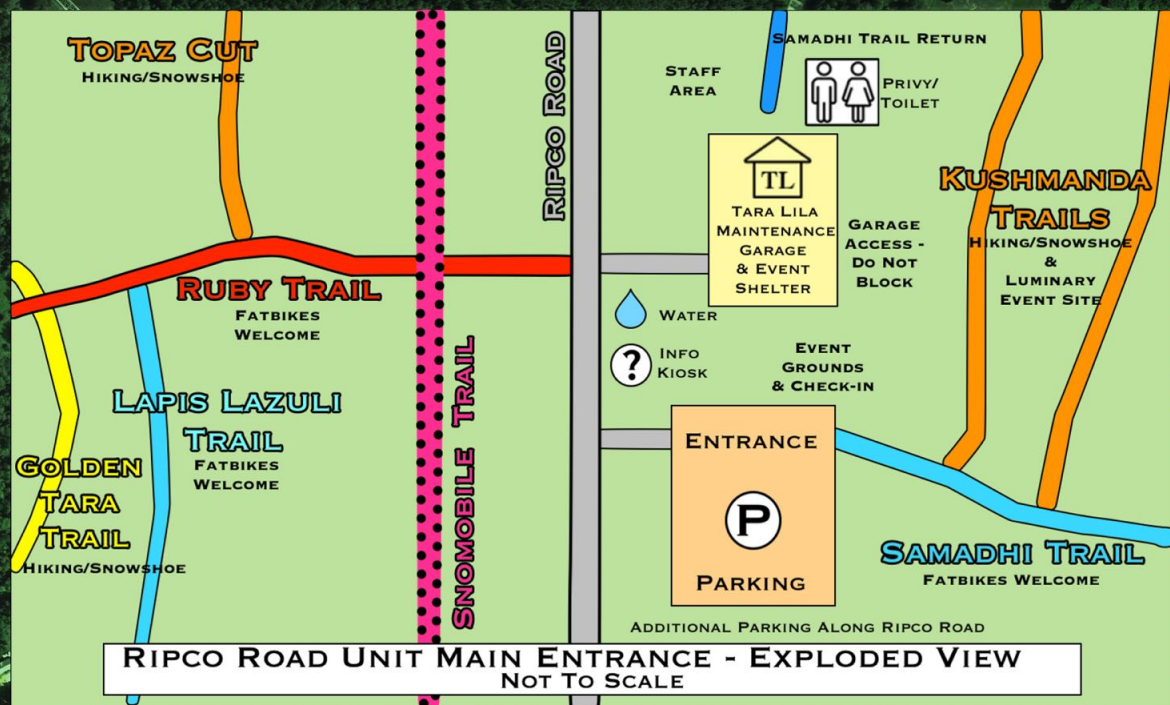 Topaz Cut
Hiking/Snowshoe
Ripco Road
Samadhi Trail Return
Staff
Area
Privy/
Toilet
TL
Tara Lila
Maintenance
Garage
& Event
Shelter
Garage
Access -
Do Not
Block
Kushmanda
Trails
Hiking/Snowshoe
&
Luminary
Event Site
Ruby Trail
Fatbikes
Welcome
Water
?
Info
Kiosk
Event
Grounds
& Check-in
Lapis Lazuli
Trail
Fatbikes
Welcome
Golden
Tara
Trail
Hiking/Snowshoe
Snomobile Trail
Entrance
P
Parking
Samadhi Trail
Fatbikes Welcome
Additional Parking Along Ripco Road
Ripco Road Unit Main Entrance - Exploded View
Not To Scale